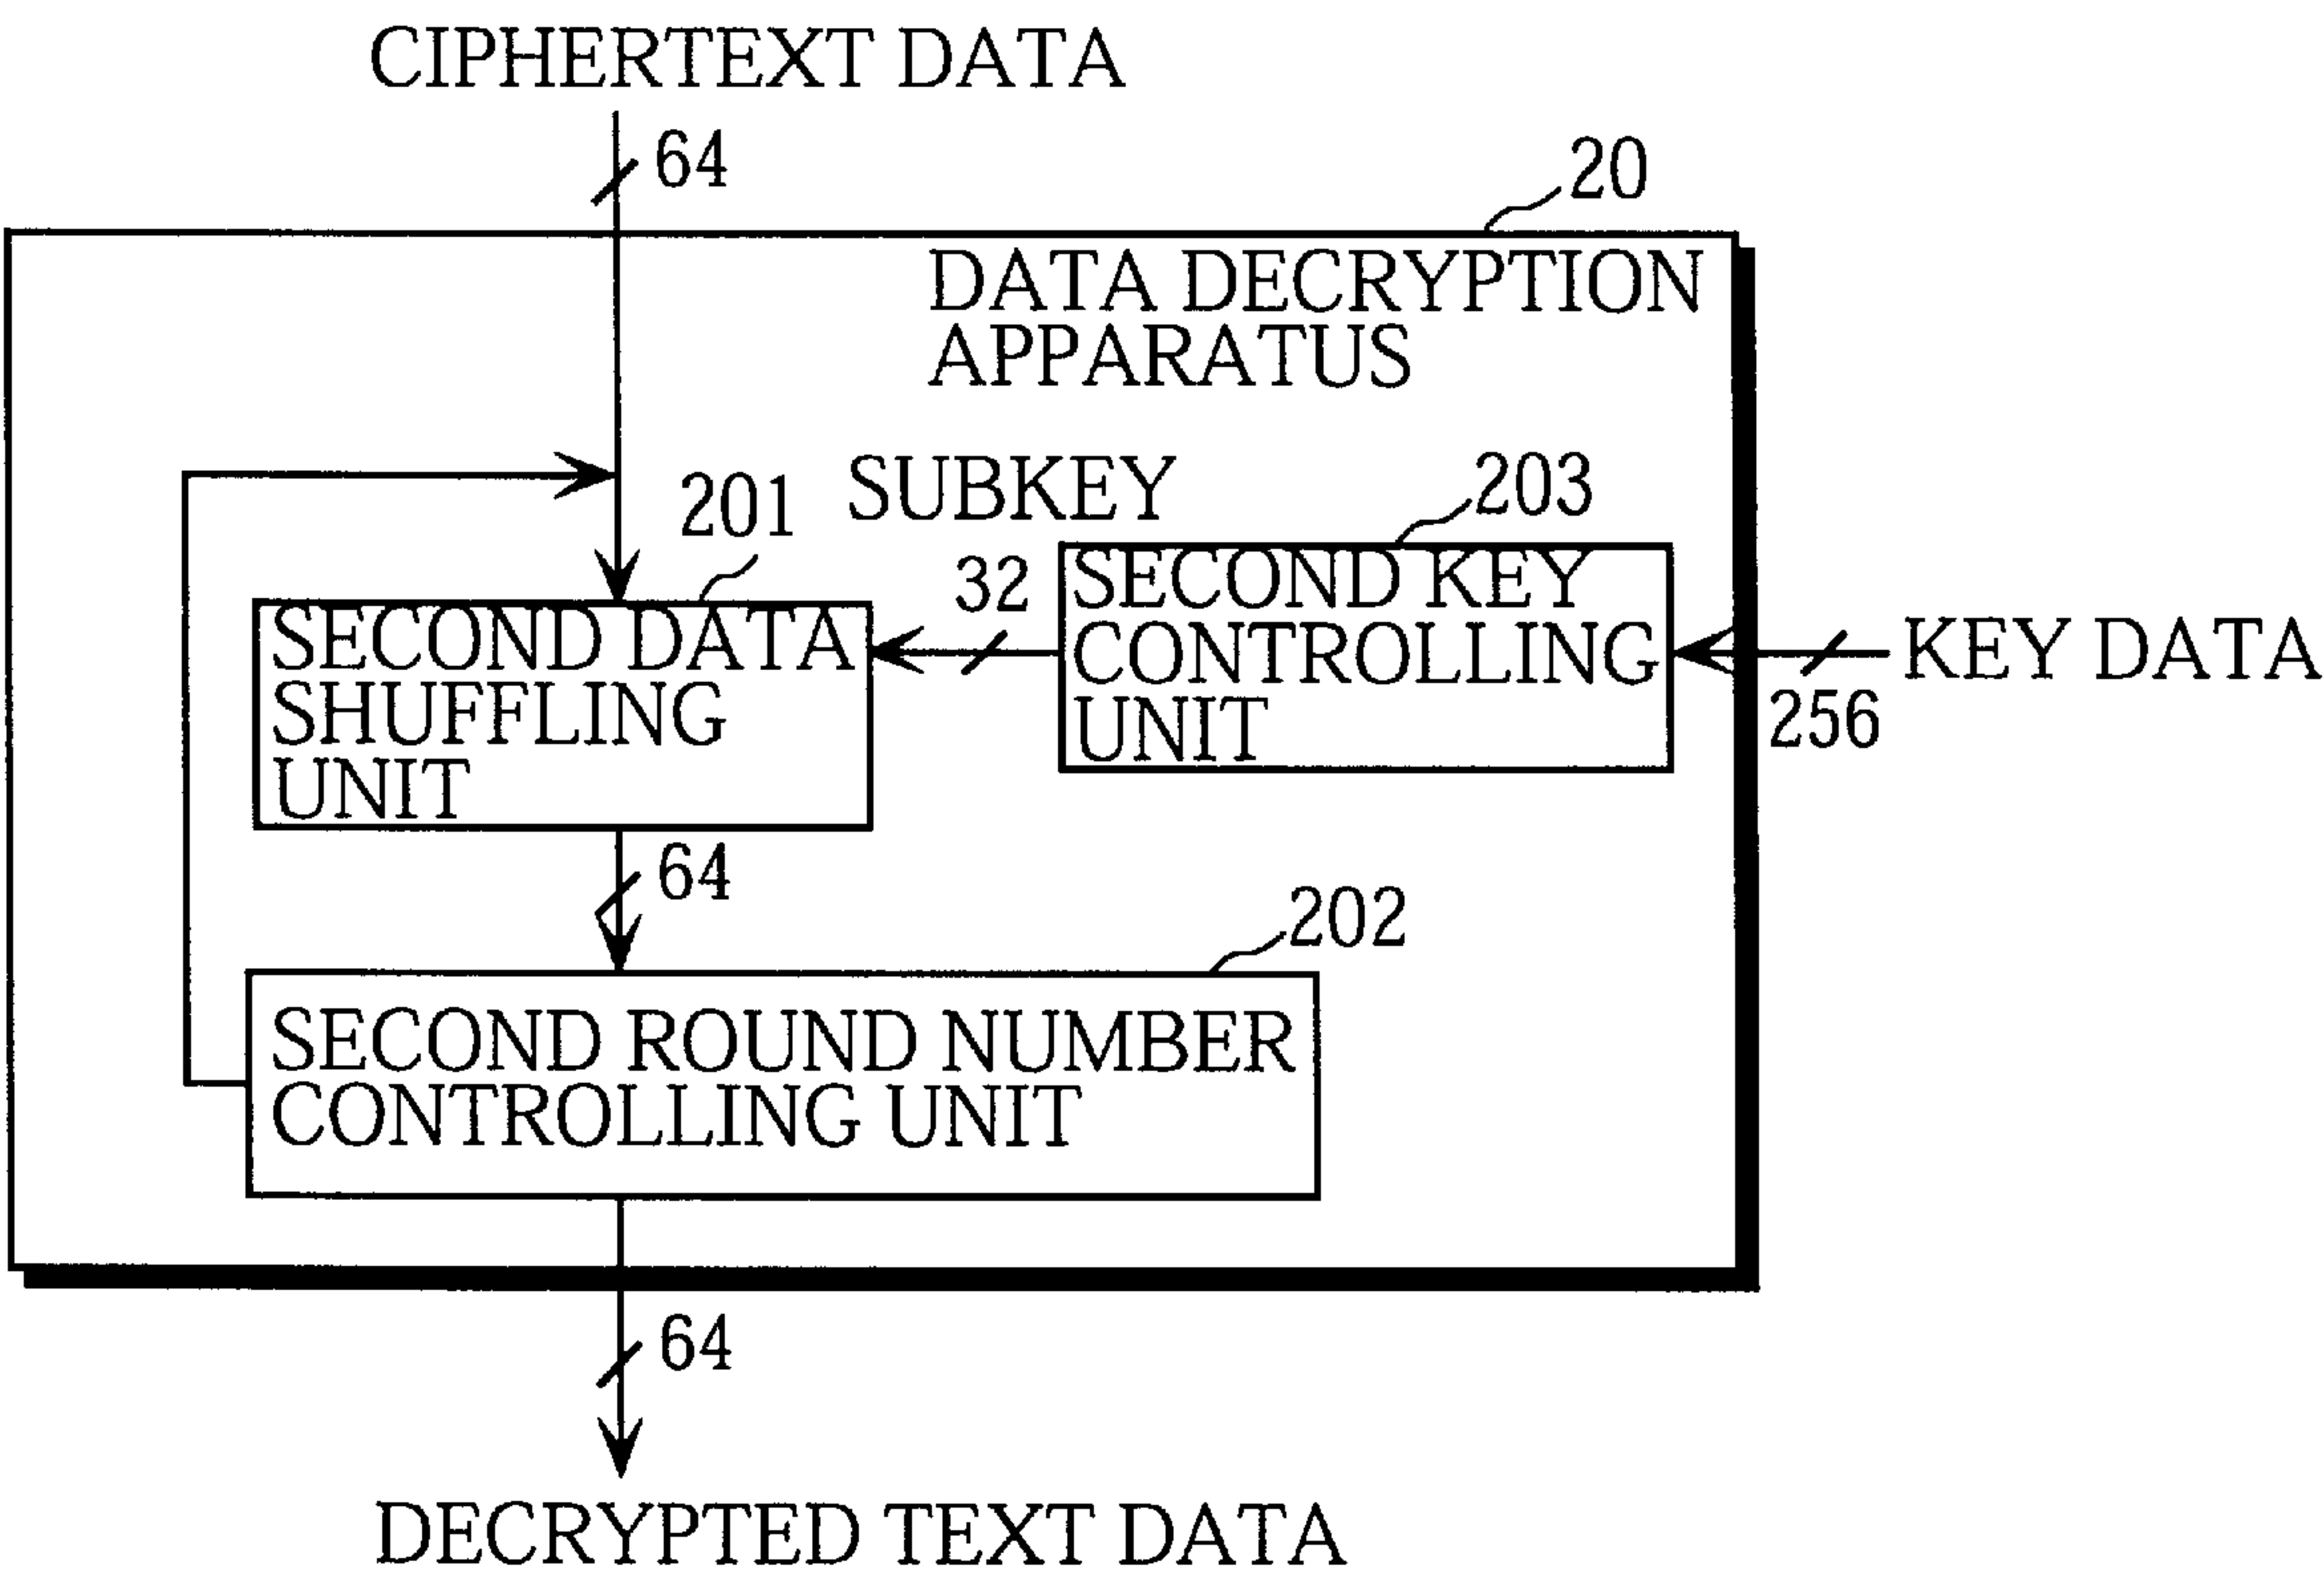 CIPHERTEXT DATA
64
20
DATA DECRYPTION
APPARATUS
SUBKEY
201
203
32
SECOND KEY
CONTROLLING
UNIT
SECOND DATA
SHUFFLING
UNIT
KEY DATA
256
64
202
SECOND ROUND NUMBER
CONTROLLING UNIT
64
DECRYPTED TEXT DATA